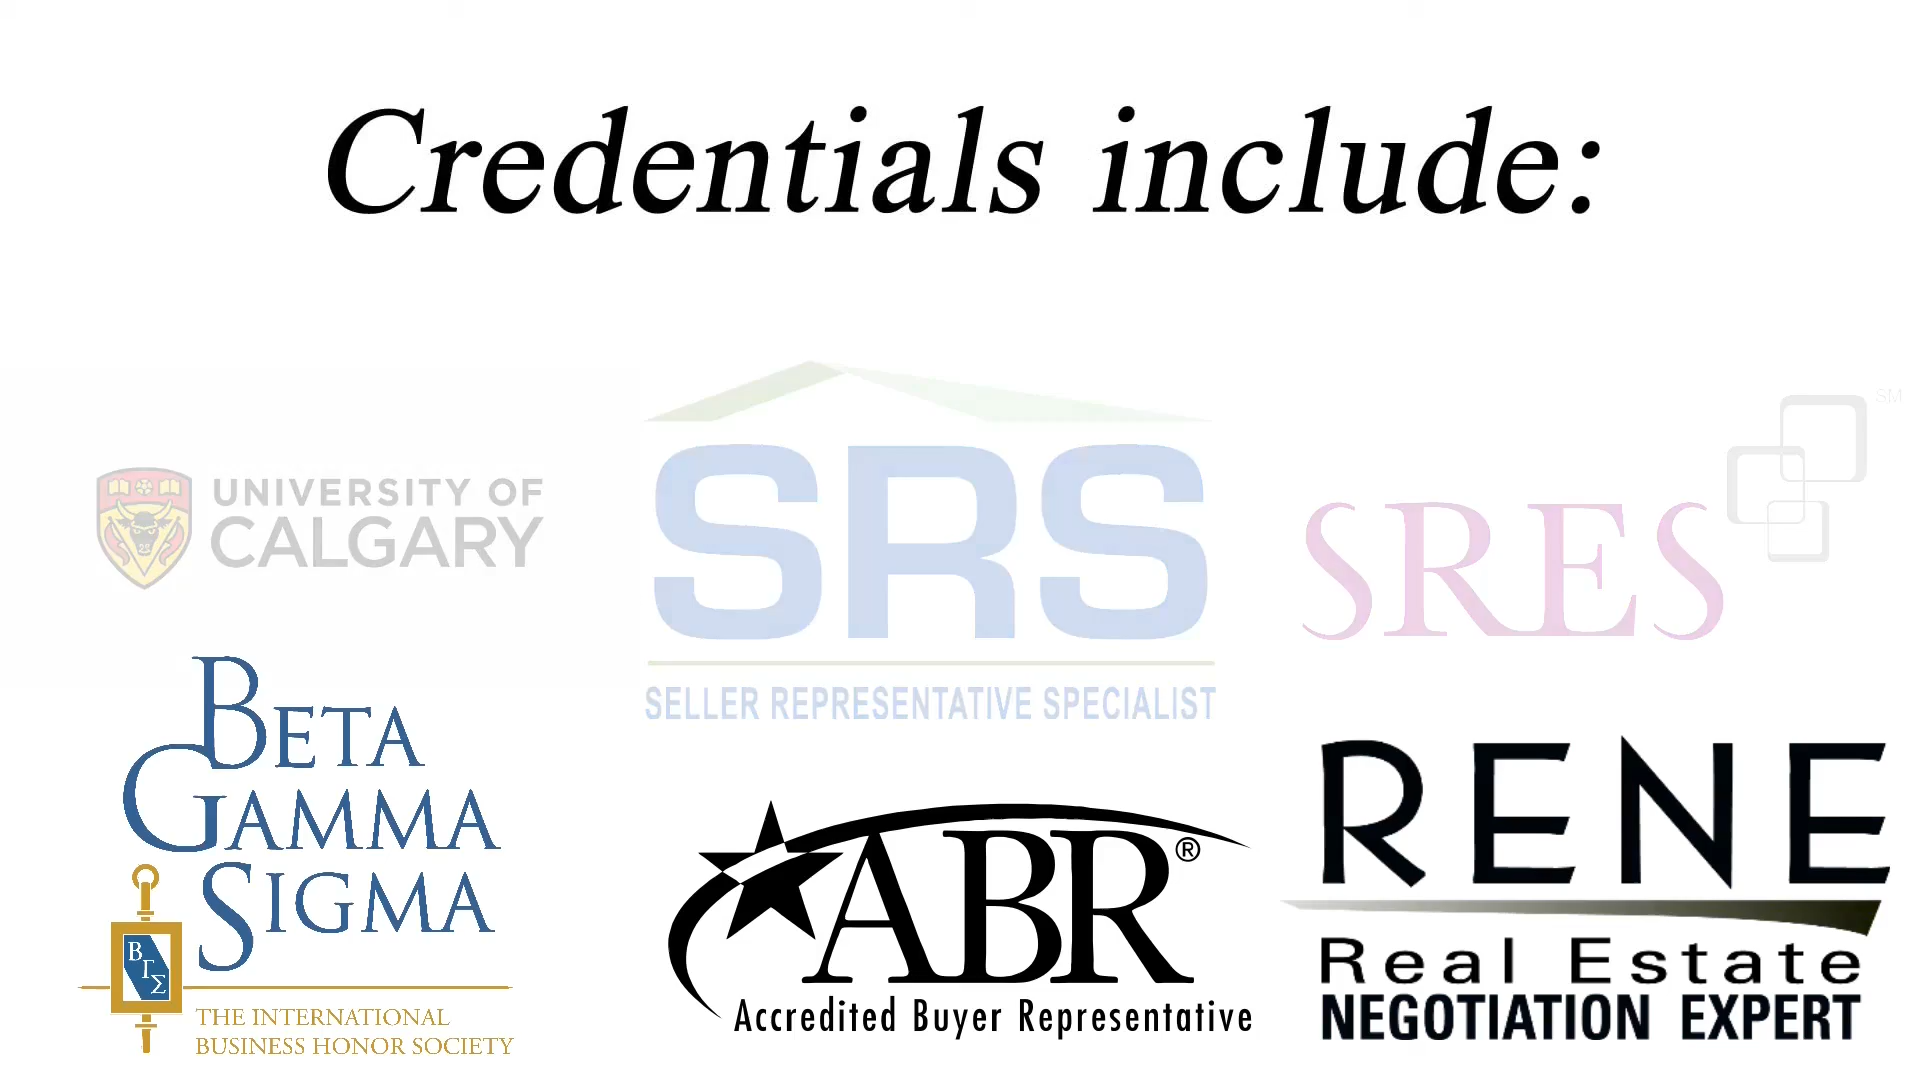 Credentials include:
UNIVERSITY OF
CALGARY
SRS
SELLER REPRESENTATIVE SPECIALIST
SRES
SM
BETA
GAMMA
SIGMA
Β
Γ
Σ
THE INTERNATIONAL
BUSINESS HONOR SOCIETY
ABR®
Accredited Buyer Representative
RENE
Real Estate
NEGOTIATION EXPERT